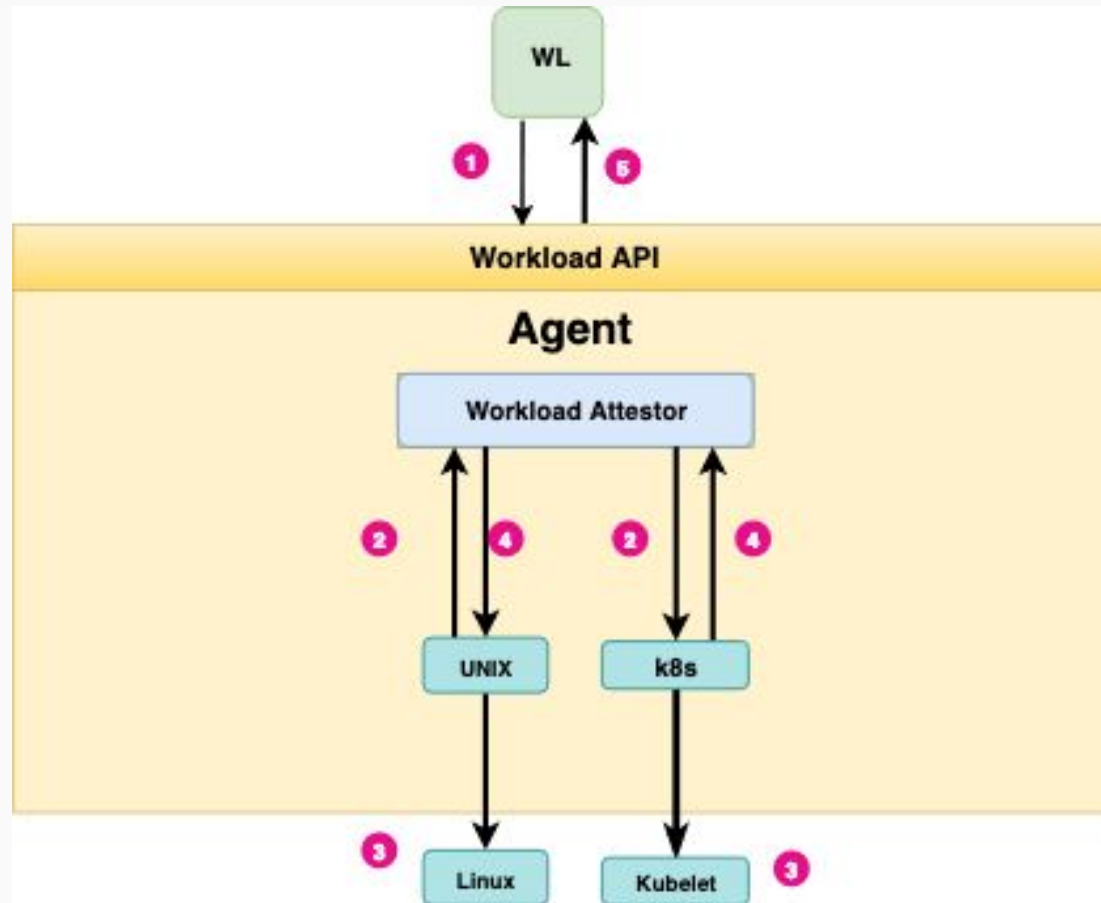 WL
1
5
Workload API
Agent
Workload Attestor
2
4
2
4
UNIX
k8s
3
3
Linux
Kubelet